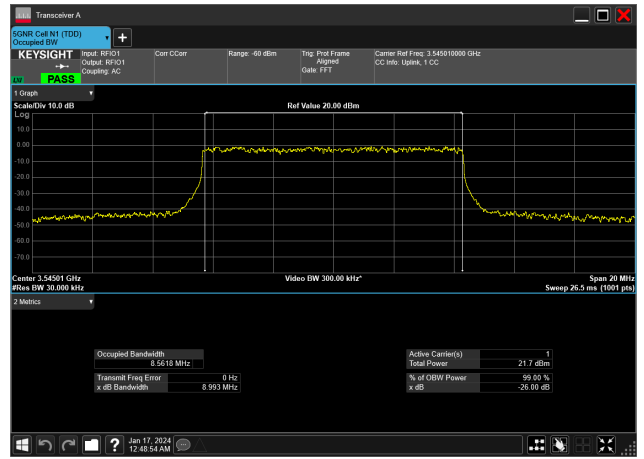 Transceiver A
5GNR Cell N1 (TDD)
Occupied BW
KEYSIGHT
LV PASS
Input: RFIO1
Output: RFIO1
Coupling: AC
Corr CCorr
Range: -60 dBm
Trig: Prot Frame
Aligned
Gate: FFT
Carrier Ref Freq: 3.545010000 GHz
CC Info: Uplink, 1 CC
1 Graph
Scale/Div 10.0 dB
Ref Value 20.00 dBm
Log
10.0
0.00
-10.0
-20.0
-30.0
-40.0
-50.0
-60.0
-70.0
Center 3.54501 GHz
Video BW 300.00 kHz*
Span 20 MHz
#Res BW 30.000 kHz
Sweep 26.5 ms (1001 pts)
2 Metrics
Occupied Bandwidth
8.5618 MHz
Active Carrier(s) 1
Total Power 21.7 dBm
Transmit Freq Error 0 Hz
x dB Bandwidth 8.993 MHz
% of OBW Power 99.00 %
x dB -26.00 dB
Jan 17, 2024
12:48:54 AM